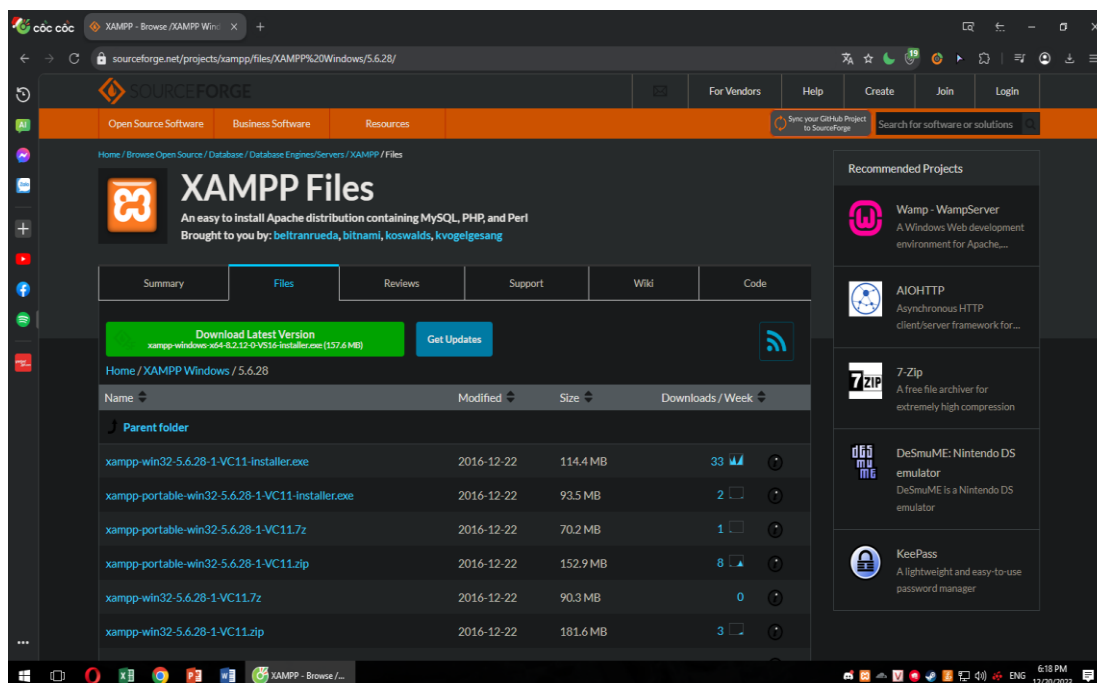 cốc cốc
XAMPP - Browse /XAMPP Wind
sourceforge.net/projects/xampp/files/XAMPP%20Windows/5.6.28/
19
SOURCEFORGE
For Vendors Help Create Join Login
Open Source Software Business Software Resources
Sync your GitHub Project
to SourceForge
Search for software or solutions
Home / Browse Open Source / Database / Database Engines/Servers / XAMPP / Files
XAMPP Files
An easy to install Apache distribution containing MySQL, PHP, and Perl
Brought to you by: beltranrueda, bitnami, koswalds, kvogelgesang
Summary Files Reviews Support Wiki Code
Download Latest Version
xampp-windows-x64-8.2.12-0-VS16-installer.exe (157.6 MB)
Get Updates
Home / XAMPP Windows / 5.6.28
Name Modified Size Downloads / Week
Parent folder
xampp-win32-5.6.28-1-VC11-installer.exe 2016-12-22 114.4 MB 33
xampp-portable-win32-5.6.28-1-VC11-installer.exe 2016-12-22 93.5 MB 2
xampp-portable-win32-5.6.28-1-VC11.7z 2016-12-22 70.2 MB 1
xampp-portable-win32-5.6.28-1-VC11.zip 2016-12-22 152.9 MB 8
xampp-win32-5.6.28-1-VC11.7z 2016-12-22 90.3 MB 0
xampp-win32-5.6.28-1-VC11.zip 2016-12-22 181.6 MB 3
Recommended Projects
Wamp - WampServer
A Windows Web development
environment for Apache,...
AIOHTTP
Asynchronous HTTP
client/server framework for...
7ZIP
7-Zip
A free file archiver for
extremely high compression
DeSmuME: Nintendo DS
emulator
DeSmuME is a Nintendo DS
emulator
KeePass
A lightweight and easy-to-use
password manager
XAMPP - Browse /...
ENG
6:18 PM